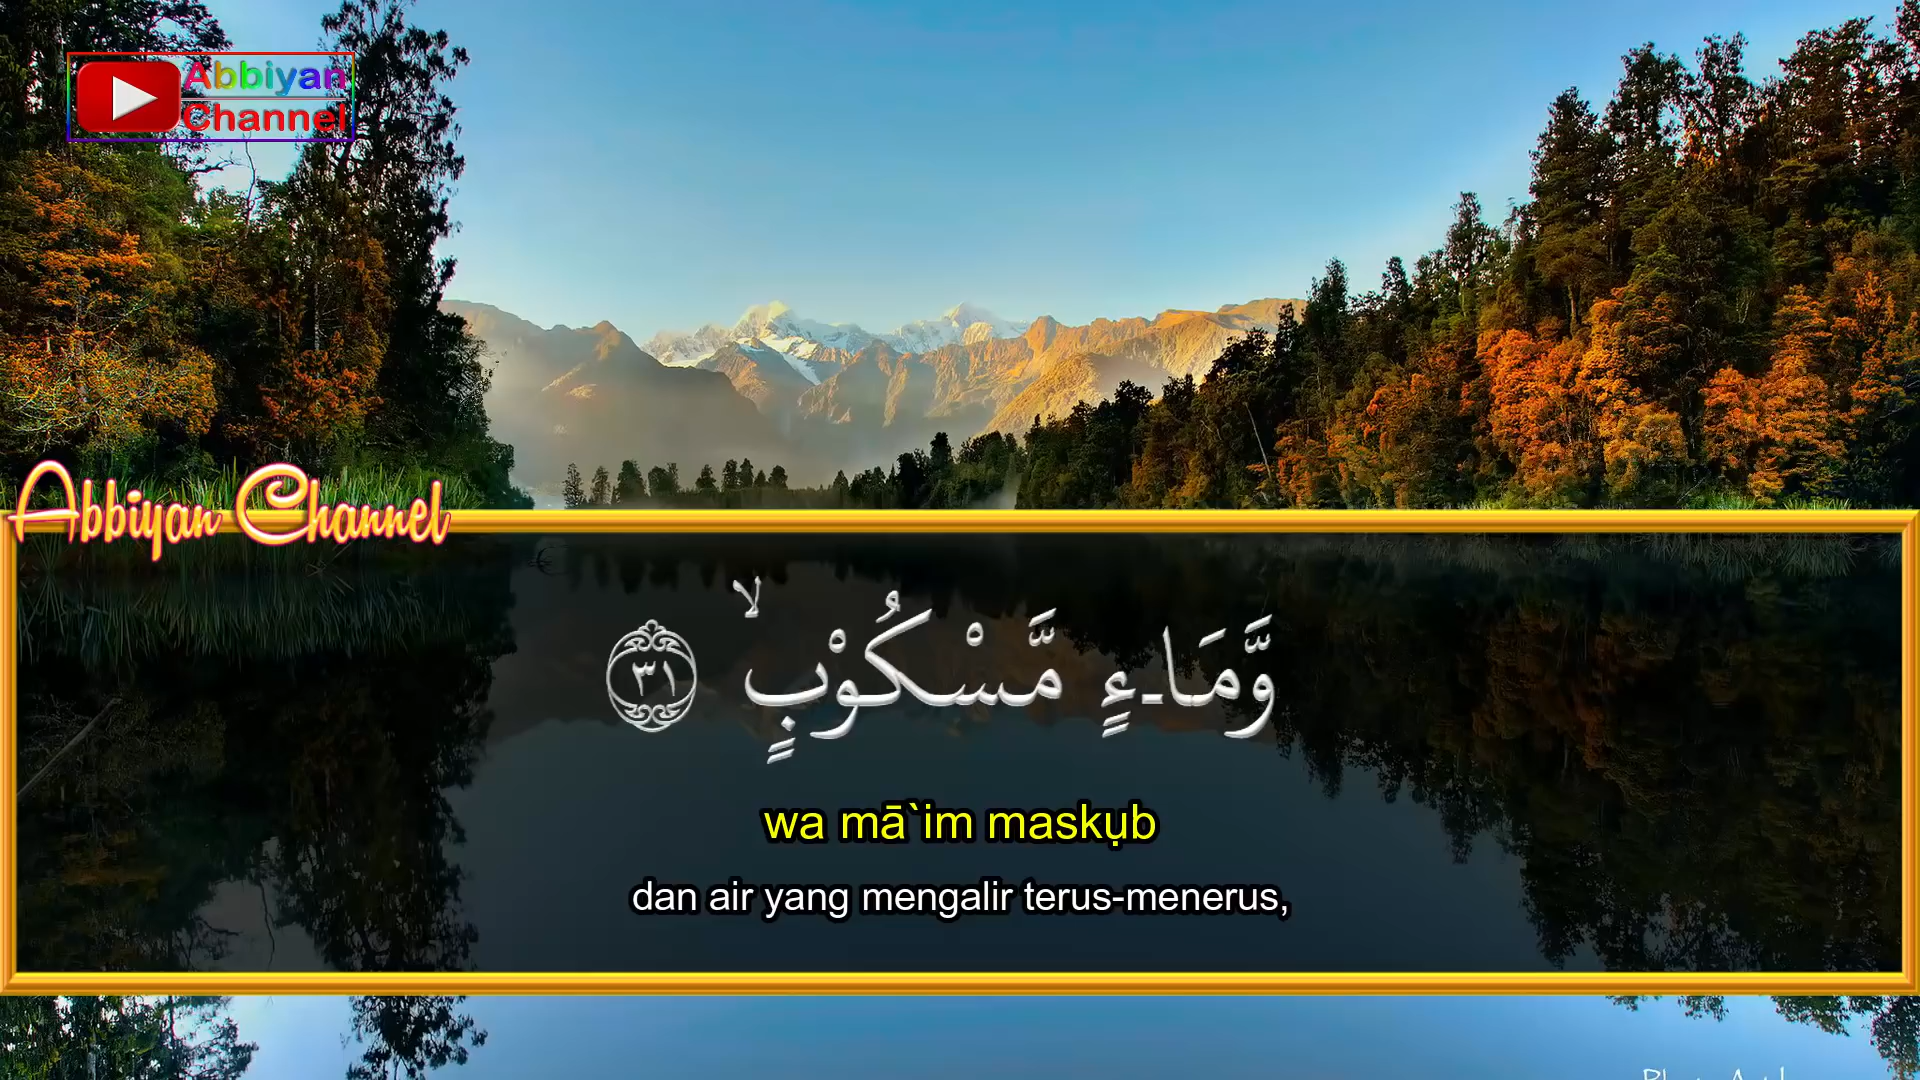 Abbiyan
Channel
Abbiyan Channel
وَّمَاۤءٍ مَّسْكُوْبٍۙ ٣١
wa mā`im maskụb
dan air yang mengalir terus-menerus,